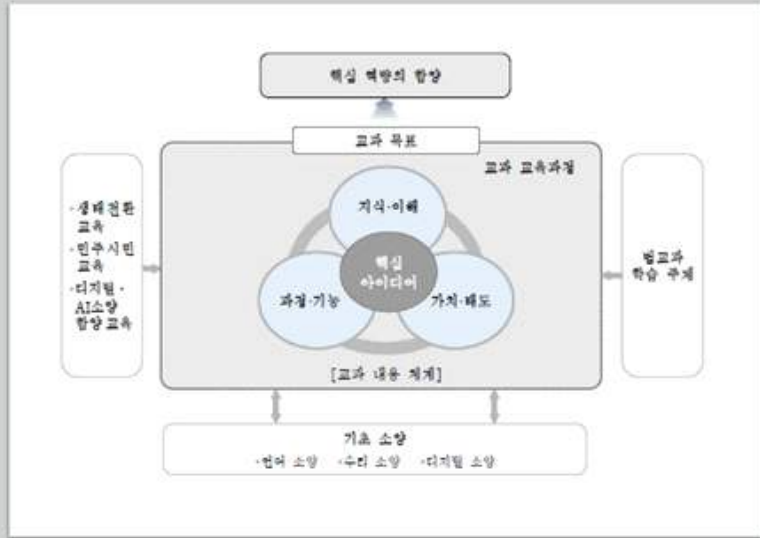 핵심 역량의 함양
교과 목표
교과 교육과정
·생태전환
교육
·민주시민
교육
·디지털·
AI소양
함양 교육
지식·이해
핵심
아이디어
과정·기능
가치·태도
[교과 내용 체계]
범교과
학습 주제
기초 소양
·언어 소양 ·수리 소양 ·디지털 소양